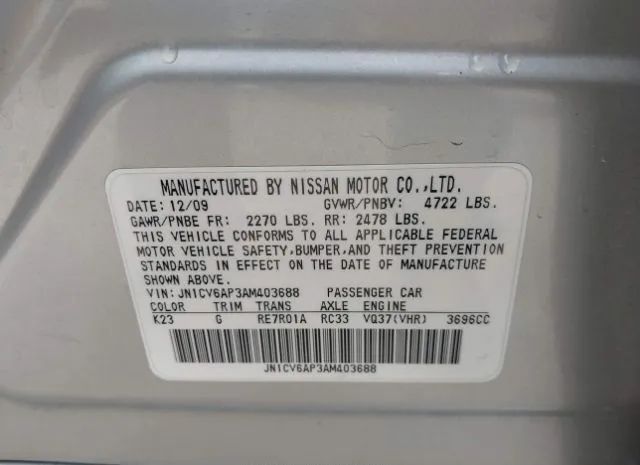 MANUFACTURED BY NISSAN MOTOR CO.,LTD.
DATE: 12/09 GVWR/PNBV: 4722 LBS.
GAWR/PNBE FR: 2270 LBS. RR: 2478 LBS.
THIS VEHICLE CONFORMS TO ALL APPLICABLE FEDERAL
MOTOR VEHICLE SAFETY,BUMPER,AND THEFT PREVENTION
STANDARDS IN EFFECT ON THE DATE OF MANUFACTURE
SHOWN ABOVE.
VIN: JN1CV6AP3AM403688 PASSENGER CAR
COLOR TRIM TRANS AXLE ENGINE
K23 G RE7R01A RC33 VQ37(VHR) 3696CC
JN1CV6AP3AM403688